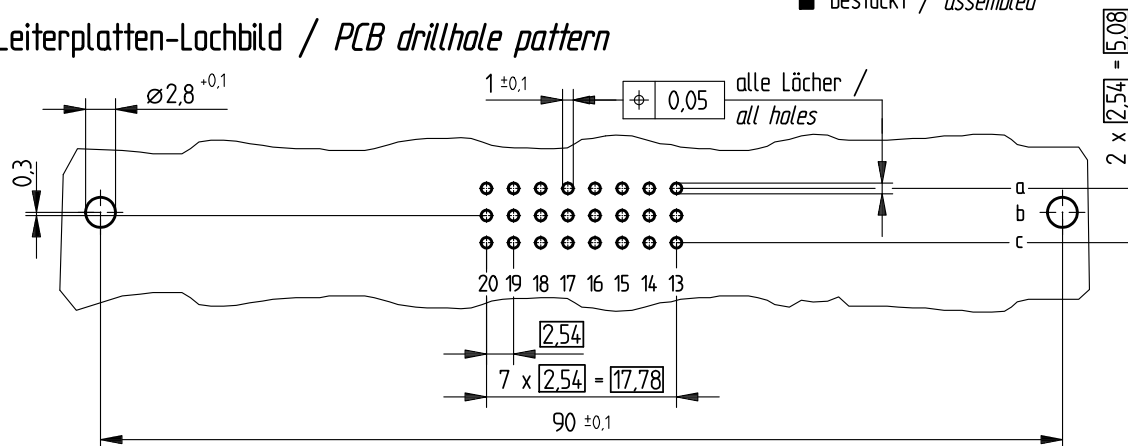 ■ bestückt / assembled
Leiterplatten-Lochbild / PCB drillhole pattern
⌀2,8 +0,1
1 ±0,1
⌖ 0,05
alle Löcher /
all holes
2 x 2,54 = 5,08
0,3
a
b
c
20 19 18 17 16 15 14 13
2,54
7 x 2,54 = 17,78
90 ±0,1